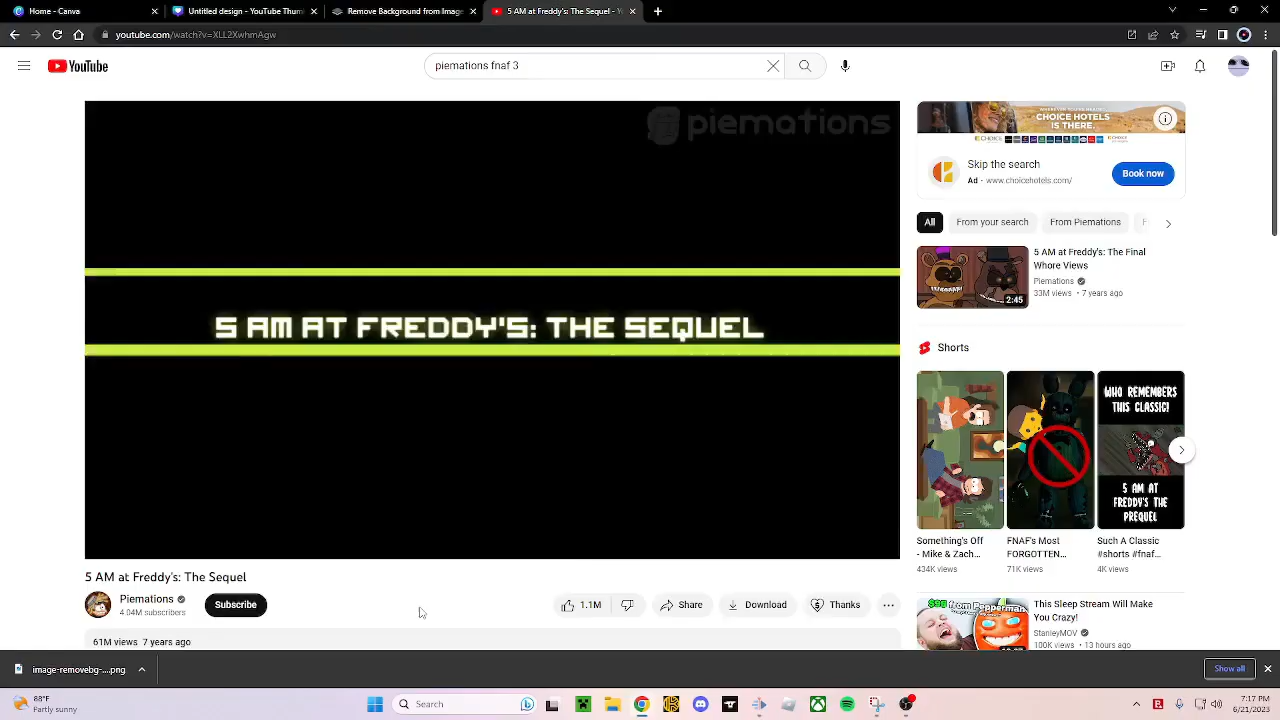 Home - Canva
Untitled design - YouTube Thum
Remove Background from Image
5 AM at Freddy's: The Sequel - Y
youtube.com/watch?v=XLL2XwhmAgw
YouTube
piemotions fnaf 3
piemotions
CHOICE HOTELS
IS THERE.
Skip the search
Ad · www.choicehotels.com/
Book now
All
From your search
From Piemations
F
5 AM at Freddy's: The Final
Whore Views
Piemations
33M views · 7 years ago
2:45
5 AM AT FREDDY'S: THE SEQUEL
Shorts
WHO REMEMBERS
THIS CLASSIC!
5 AM AT
FREDDY'S
THE
PREQUEL
Something's Off
- Mike & Zach...
434K views
FNAF's Most
FORGOTTEN...
71K views
Such A Classic
#shorts #fnaf...
4K views
5 AM at Freddy's: The Sequel
Piemations
4.04M subscribers
Subscribe
1.1M
Share
Download
Thanks
This Sleep Stream Will Make
You Crazy!
StanleyMOV
100K views · 13 hours ago
61M views 7 years ago
image-removebg-....png
Show all
88°F
Partly sunny
Search
7:17 PM
6/21/2023